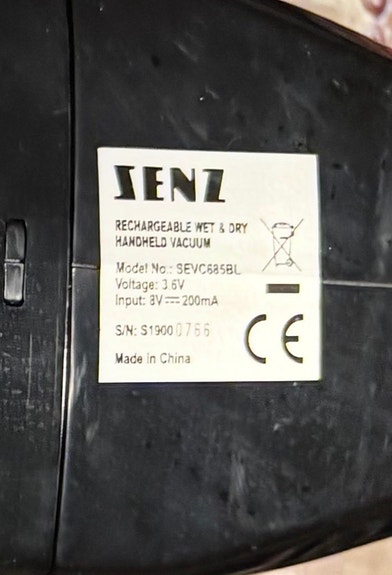 SENZ
RECHARGEABLE WET & DRY
HANDHELD VACUUM
Model No.: SEVC685BL
Voltage: 3.6V
Input: 8V⎓200mA
S/N: S19000766
CE
Made in China